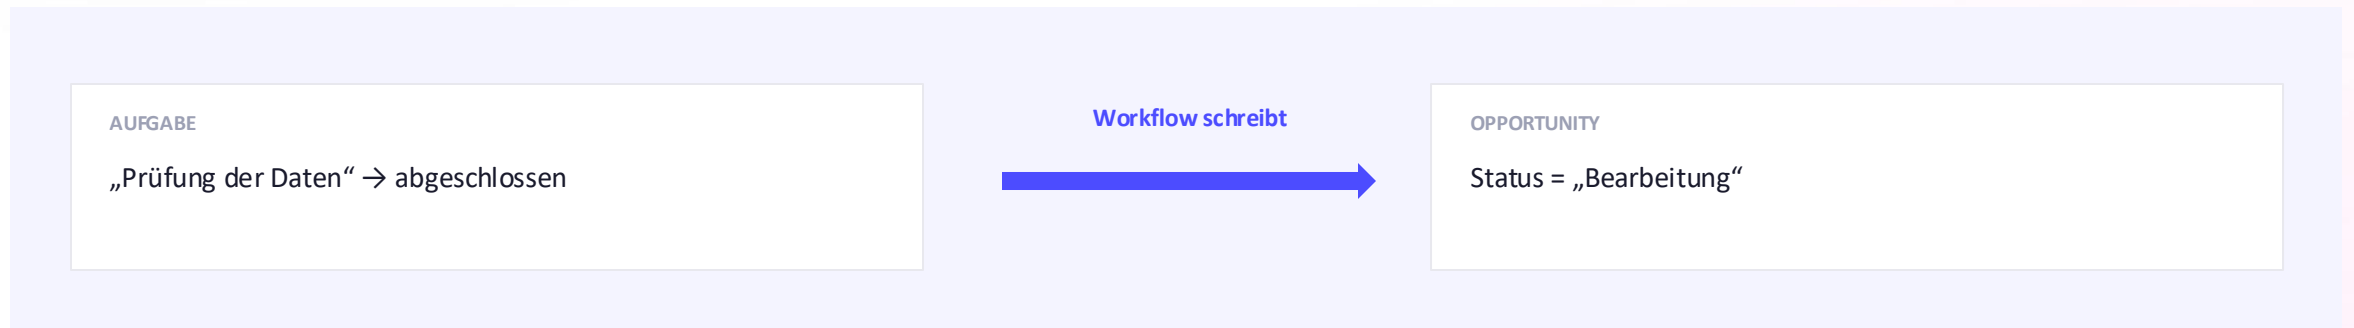 AUFGABE
„Prüfung der Daten“ → abgeschlossen
Workflow schreibt
OPPORTUNITY
Status = „Bearbeitung“